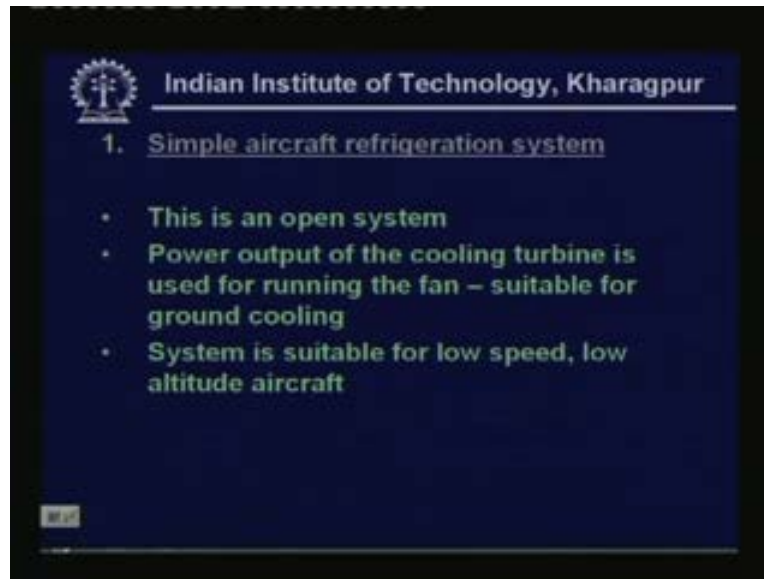 Indian Institute of Technology, Kharagpur
1. Simple aircraft refrigeration system
• This is an open system
• Power output of the cooling turbine is
used for running the fan – suitable for
ground cooling
• System is suitable for low speed, low
altitude aircraft